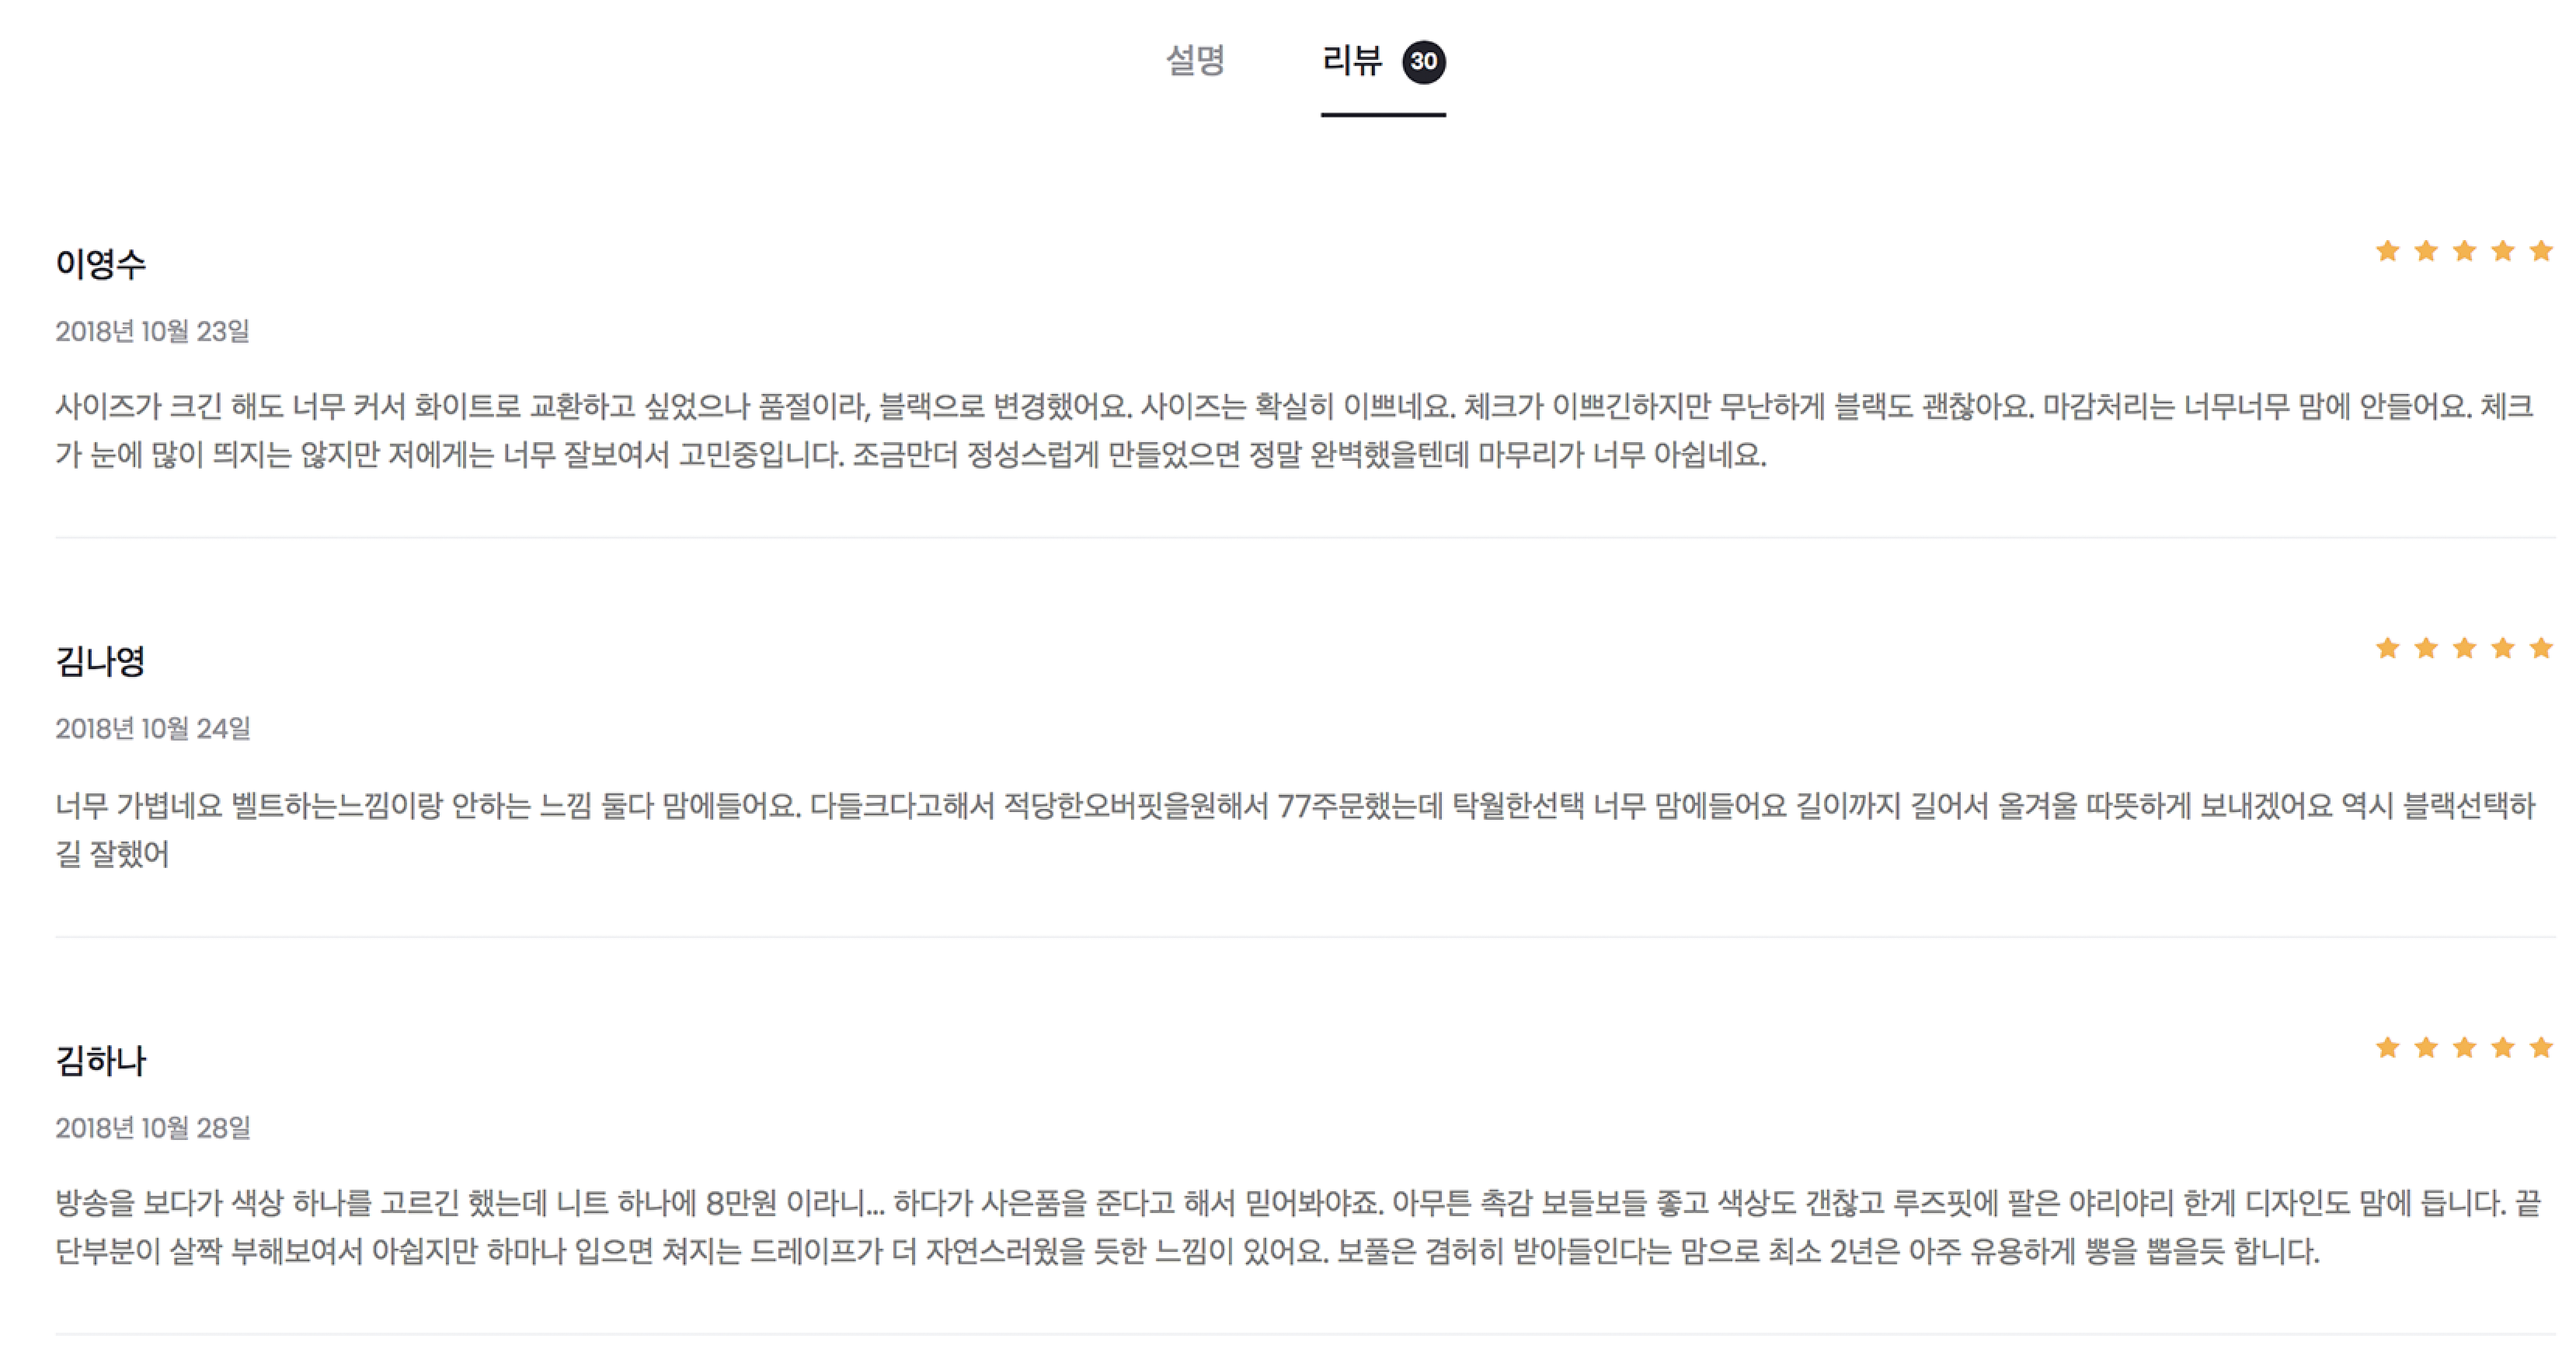 설명
리뷰 30
이영수
2018년 10월 23일
사이즈가 크긴 해도 너무 커서 화이트로 교환하고 싶었으나 품절이라, 블랙으로 변경했어요. 사이즈는 확실히 이쁘네요. 체크가 이쁘긴하지만 무난하게 블랙도 괜찮아요. 마감처리는 너무너무 맘에 안들어요. 체크
가 눈에 많이 띄지는 않지만 저에게는 너무 잘보여서 고민중입니다. 조금만더 정성스럽게 만들었으면 정말 완벽했을텐데 마무리가 너무 아쉽네요.
김나영
2018년 10월 24일
너무 가볍네요 벨트하는느낌이랑 안하는 느낌 둘다 맘에들어요. 다들크다고해서 적당한오버핏을원해서 77주문했는데 탁월한선택 너무 맘에들어요 길이까지 길어서 올겨울 따뜻하게 보내겠어요 역시 블랙선택하
길 잘했어
김하나
2018년 10월 28일
방송을 보다가 색상 하나를 고르긴 했는데 니트 하나에 8만원 이라니... 하다가 사은품을 준다고 해서 믿어봐야죠. 아무튼 촉감 보들보들 좋고 색상도 갠찮고 루즈핏에 팔은 야리야리 한게 디자인도 맘에 듭니다. 끝
단부분이 살짝 부해보여서 아쉽지만 하마나 입으면 쳐지는 드레이프가 더 자연스러웠을 듯한 느낌이 있어요. 보풀은 겸허히 받아들인다는 맘으로 최소 2년은 아주 유용하게 뽕을 뽑을듯 합니다.